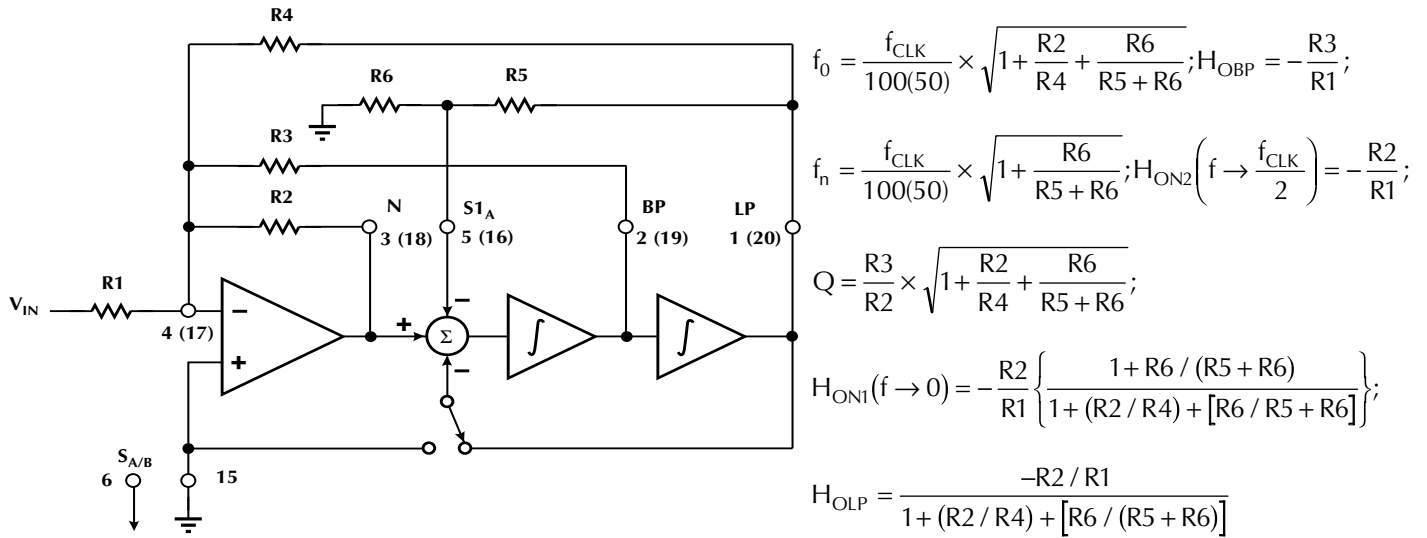 R4
R6
R5
R3
R2
N
3 (18)
S1A
5 (16)
BP
2 (19)
LP
1 (20)
R1
VIN
4 (17)
−
+
+
−
Σ
−
∫
∫
SA/B
6
15
f0 = fCLK / 100(50) × √(1+ R2/R4 + R6/(R5 + R6)); HOBP = − R3/R1;
fn = fCLK / 100(50) × √(1+ R6/(R5 + R6)); HON2(f → fCLK/2) = − R2/R1;
Q = R3/R2 × √(1+ R2/R4 + R6/(R5 + R6));
HON1(f → 0) = − R2/R1 { 1 + R6 / (R5 + R6) / 1 + (R2 / R4) + [R6 / R5 + R6] };
HOLP = −R2 / R1 / 1 + (R2 / R4) + [R6 / (R5 + R6)]